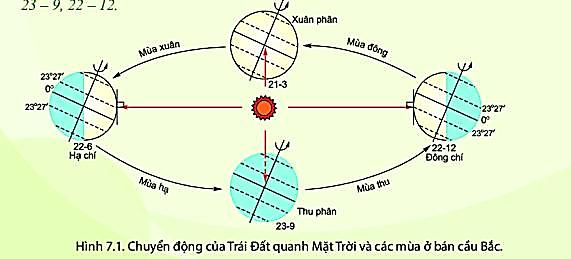 23 – 9, 22 – 12.
Xuân phân
Mùa xuân
Mùa đông
21-3
23°27'
0°
23°27'
22-6
Hạ chí
23°27'
0°
23°27'
22-12
Đông chí
Mùa hạ
Mùa thu
Thu phân
23-9
Hình 7.1. Chuyển động của Trái Đất quanh Mặt Trời và các mùa ở bán cầu Bắc.